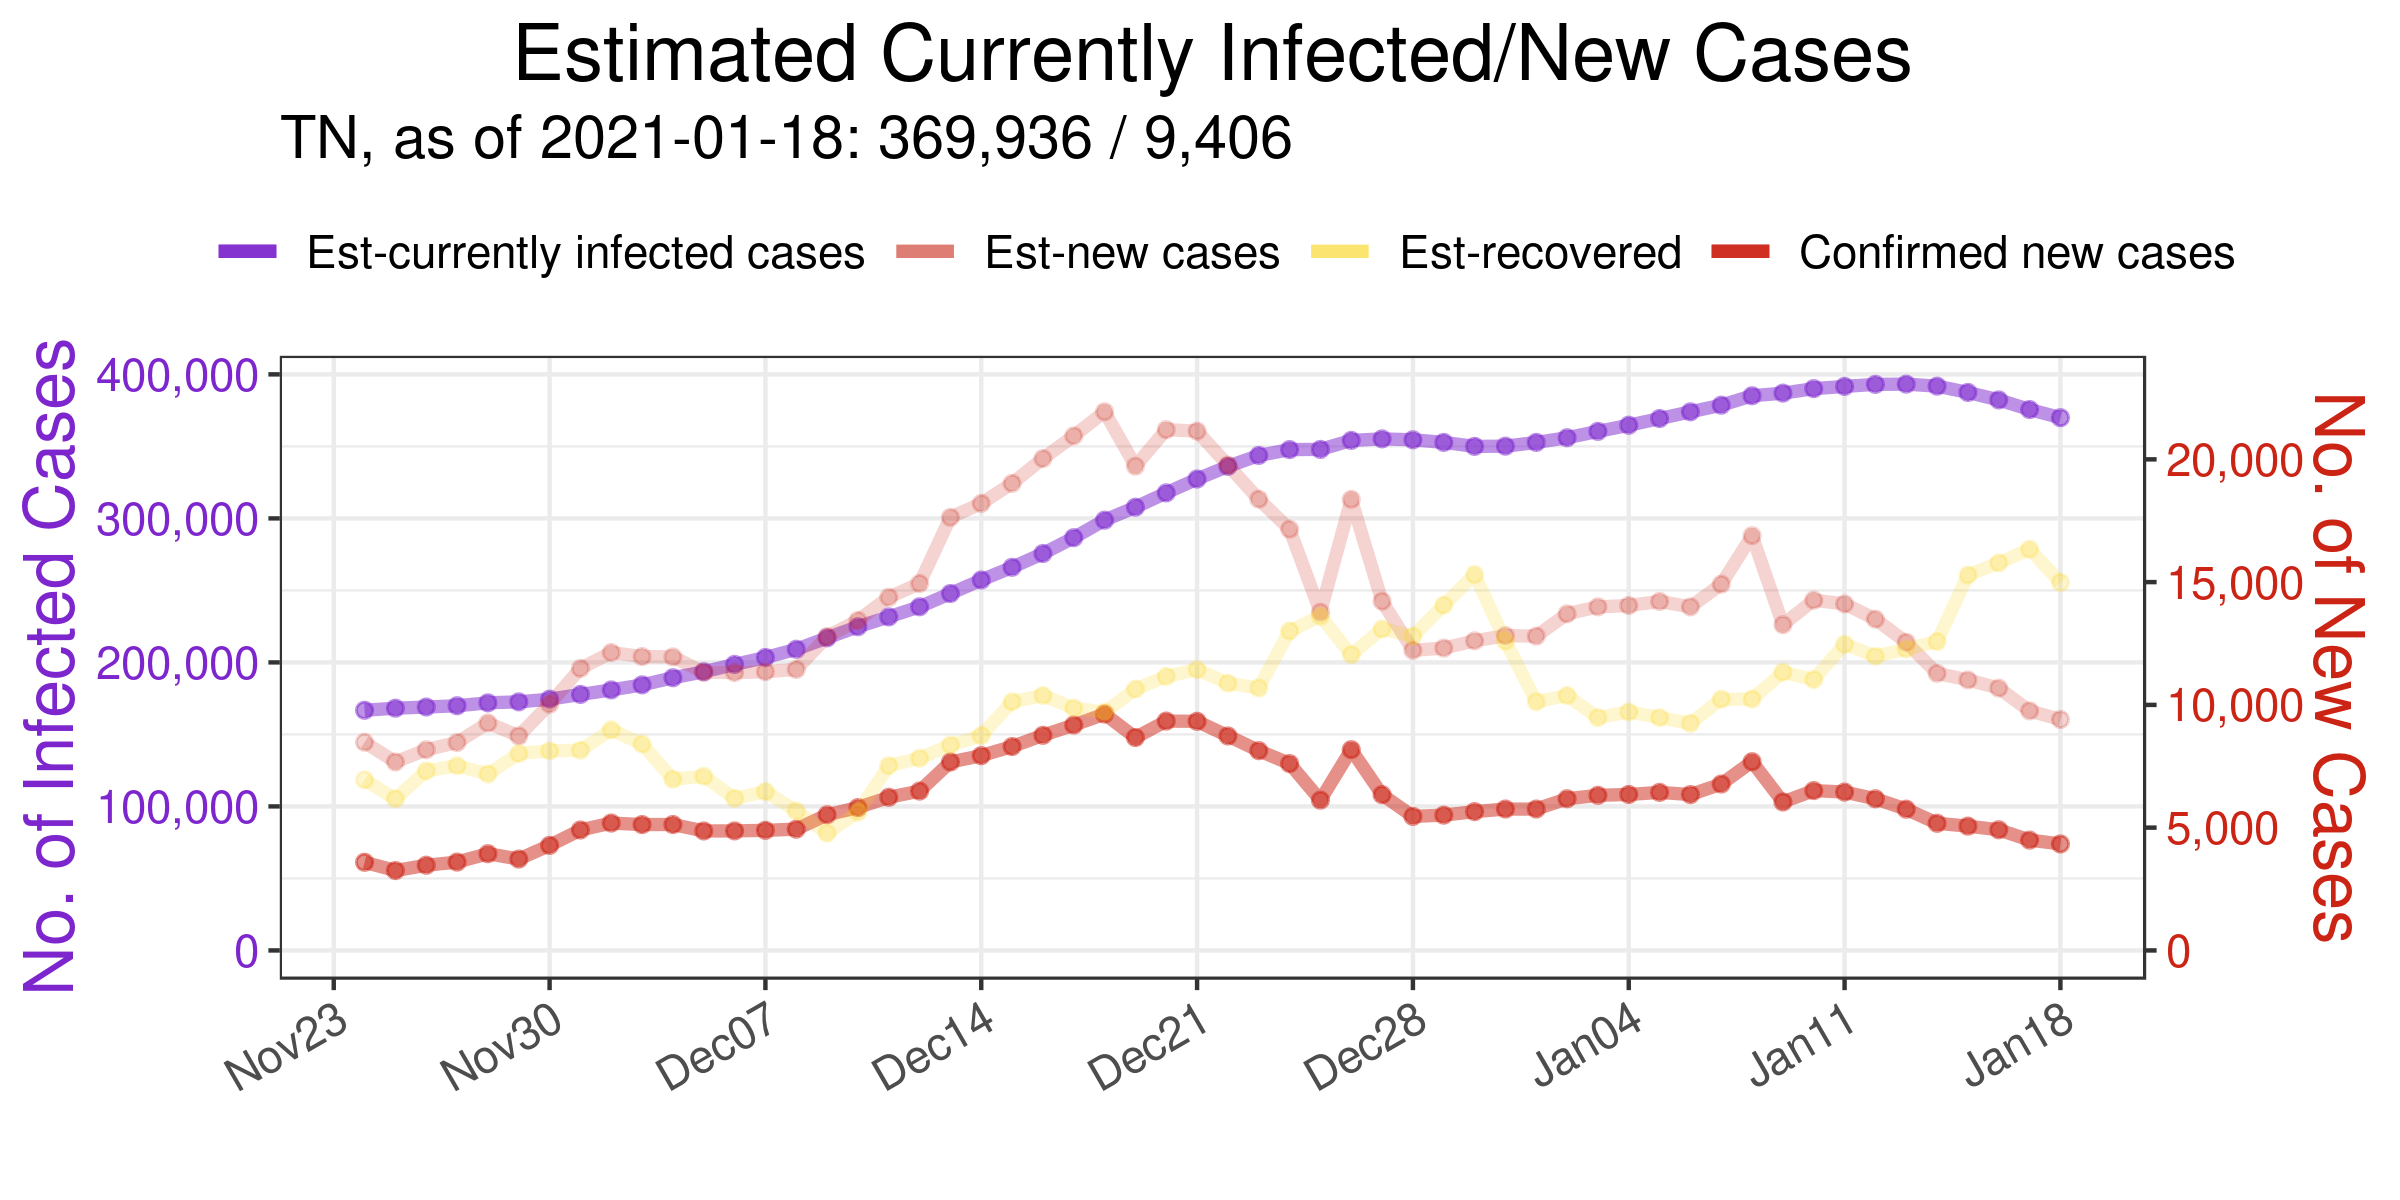 Estimated Currently Infected/New Cases
TN, as of 2021-01-18: 369,936 / 9,406
Est-currently infected cases Est-new cases Est-recovered Confirmed new cases
No. of Infected Cases
400,000
300,000
200,000
100,000
0
20,000
15,000
10,000
5,000
0
No. of New Cases
Nov23 Nov30 Dec07 Dec14 Dec21 Dec28 Jan04 Jan11 Jan18